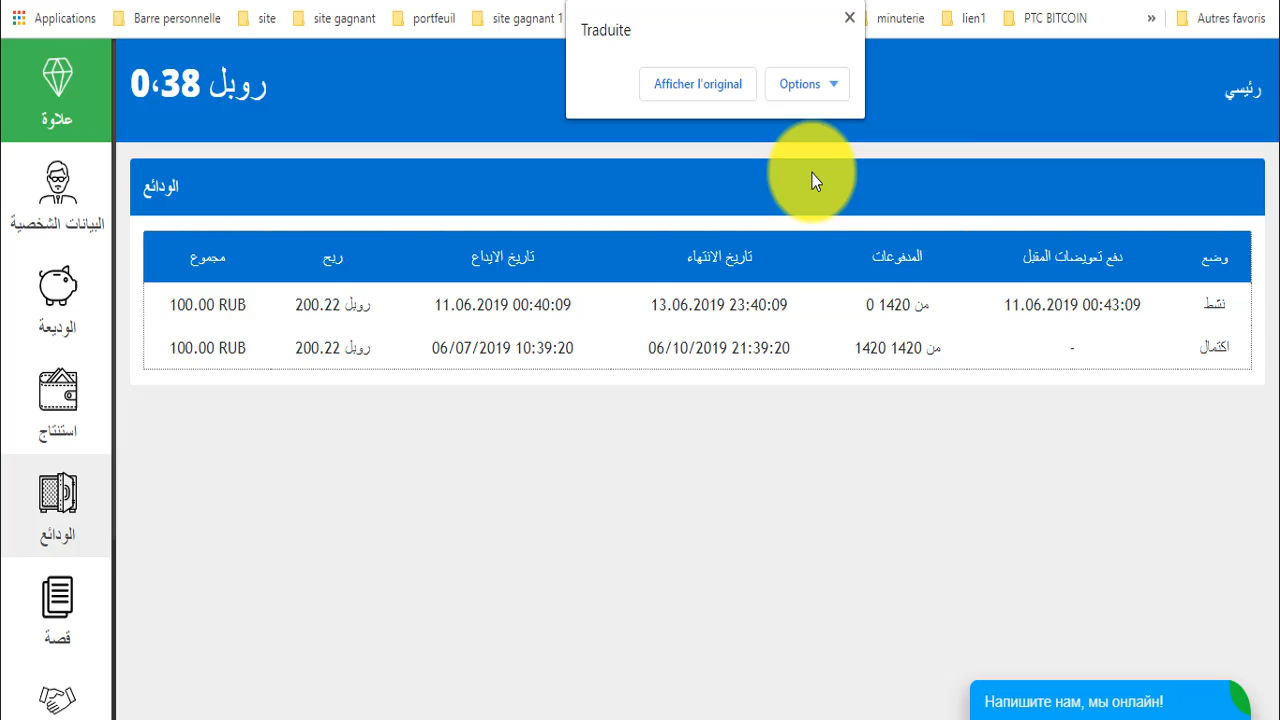 Applications Barre personnelle site site gagnant portfeuil site gagnant 1 minuterie lien1 PTC BITCOIN » Autres favoris
Traduite
Afficher l'original Options
0،38 روبل
رئيسي
علاوة
البيانات الشخصية
الوديعة
استنتاج
الودائع
قصة
الودائع
مجموع ربح تاريخ الايداع تاريخ الانتهاء المدفوعات دفع تعويضات المقبل وضع
100.00 RUB 200.22 روبل 11.06.2019 00:40:09 13.06.2019 23:40:09 0 من 1420 11.06.2019 00:43:09 نشط
100.00 RUB 200.22 روبل 06/07/2019 10:39:20 06/10/2019 21:39:20 1420 من 1420 - اكتمال
Напишите нам, мы онлайн!